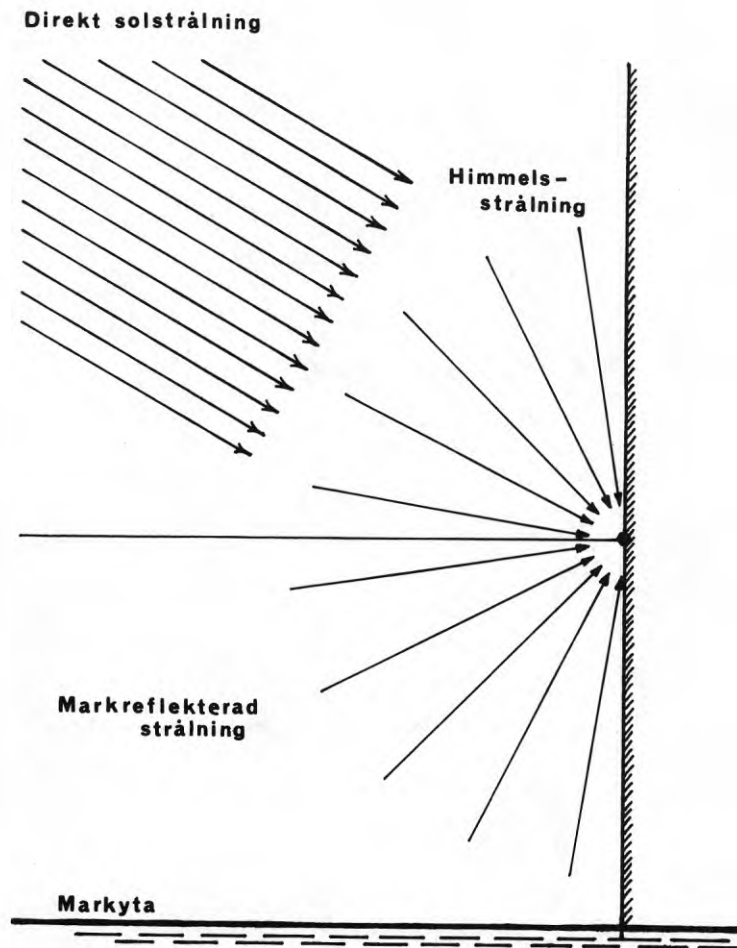 Direkt solstrålning
Himmels-
strålning
Markreflekterad
strålning
Markyta